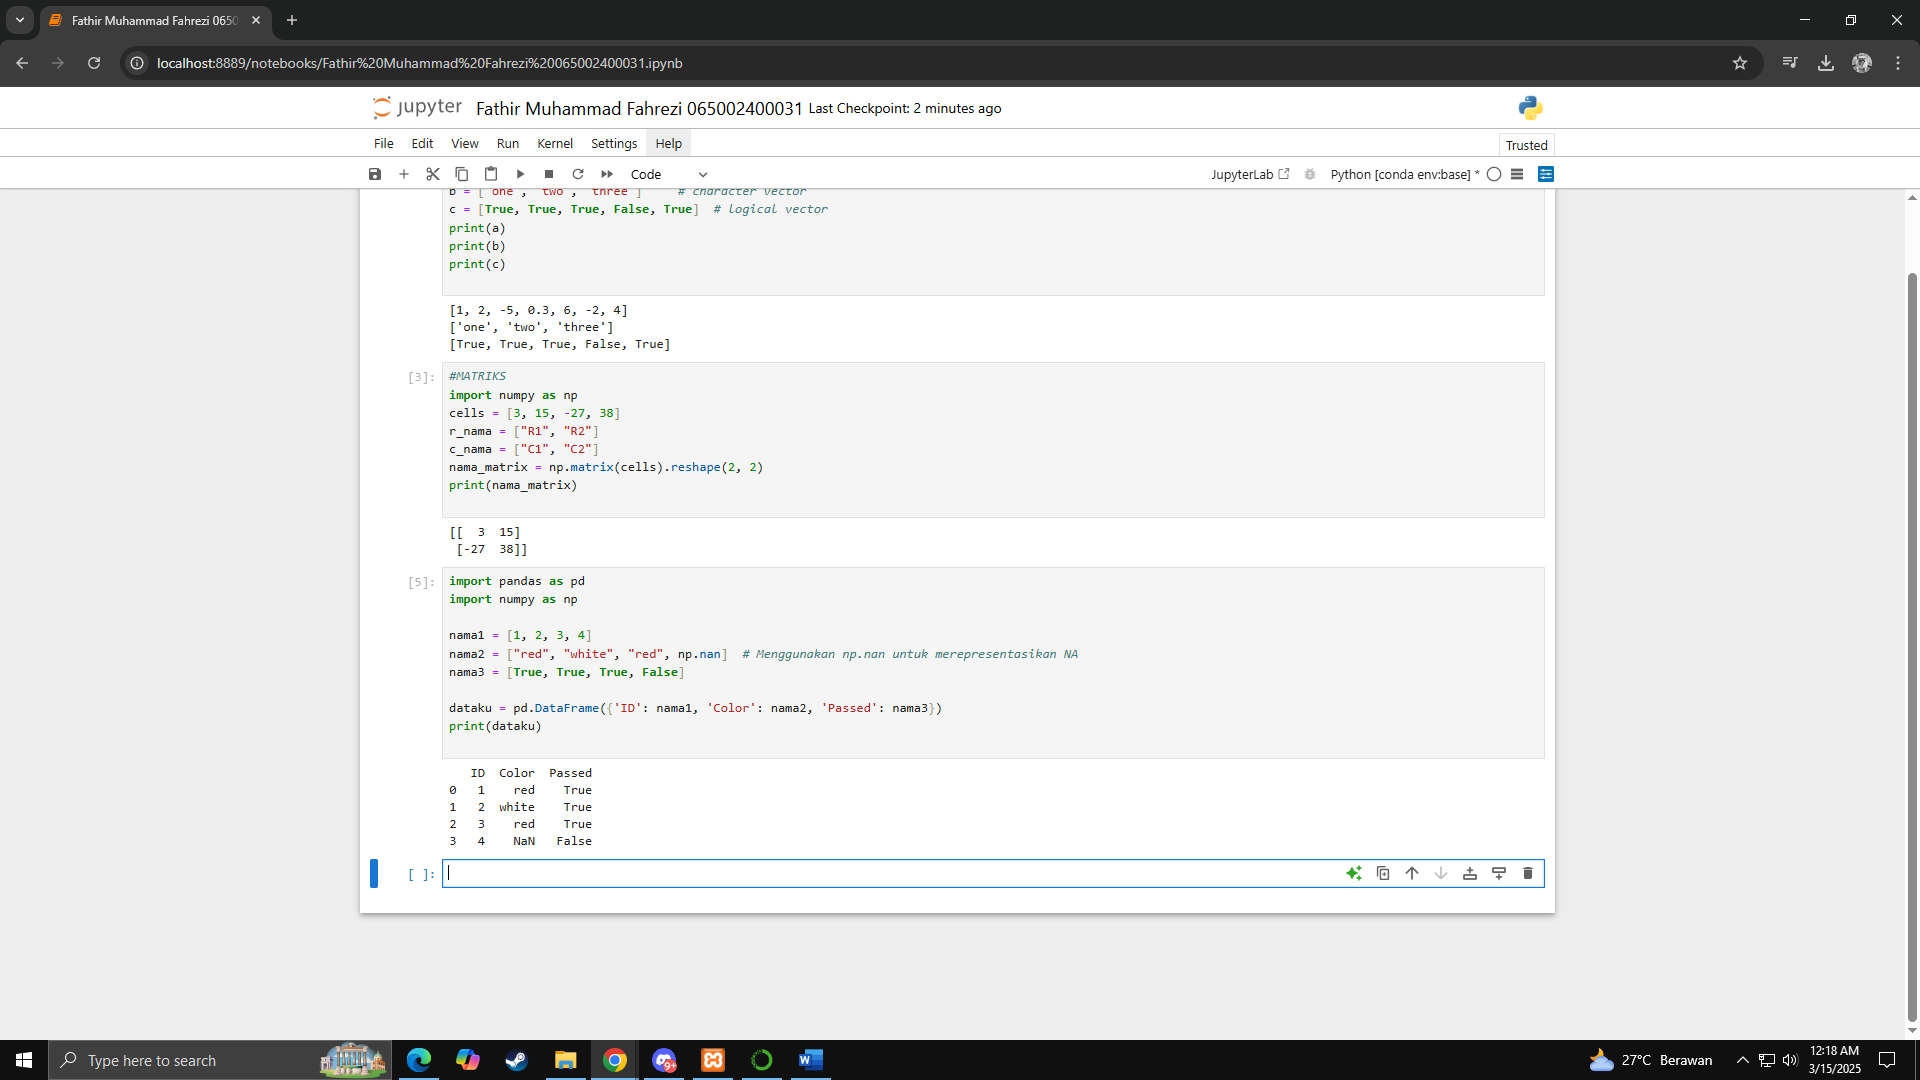 Fathir Muhammad Fahrezi 0650
localhost:8889/notebooks/Fathir%20Muhammad%20Fahrezi%20065002400031.ipynb
jupyter Fathir Muhammad Fahrezi 065002400031 Last Checkpoint: 2 minutes ago
File Edit View Run Kernel Settings Help Trusted
Code JupyterLab Python [conda env:base] *
b = ["one", "two", "three"] # character vector
c = [True, True, True, False, True] # logical vector
print(a)
print(b)
print(c)
[1, 2, -5, 0.3, 6, -2, 4]
['one', 'two', 'three']
[True, True, True, False, True]
[3]: #MATRIKS
import numpy as np
cells = [3, 15, -27, 38]
r_nama = ["R1", "R2"]
c_nama = ["C1", "C2"]
nama_matrix = np.matrix(cells).reshape(2, 2)
print(nama_matrix)
[[ 3 15]
[-27 38]]
[5]: import pandas as pd
import numpy as np
nama1 = [1, 2, 3, 4]
nama2 = ["red", "white", "red", np.nan] # Menggunakan np.nan untuk merepresentasikan NA
nama3 = [True, True, True, False]
dataku = pd.DataFrame({'ID': nama1, 'Color': nama2, 'Passed': nama3})
print(dataku)
ID Color Passed
0 1 red True
1 2 white True
2 3 red True
3 4 NaN False
[ ]:
Type here to search 9+ 27°C Berawan 12:18 AM
3/15/2025